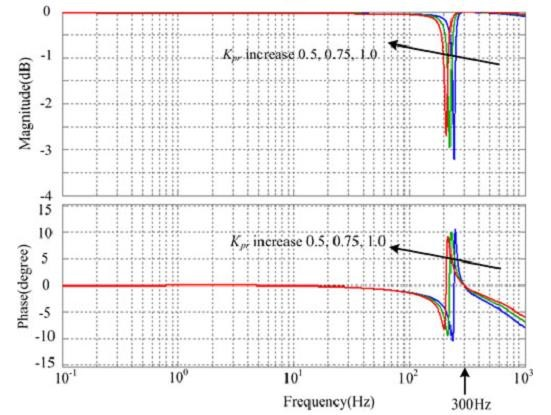 0
-1
-2
-3
-4
Magnitude(dB)
Kpr increase 0.5, 0.75, 1.0
15
10
5
0
-5
-10
-15
Phase(degree)
Kpr increase 0.5, 0.75, 1.0
10-1 100 101 102 103
Frequency(Hz)
300Hz